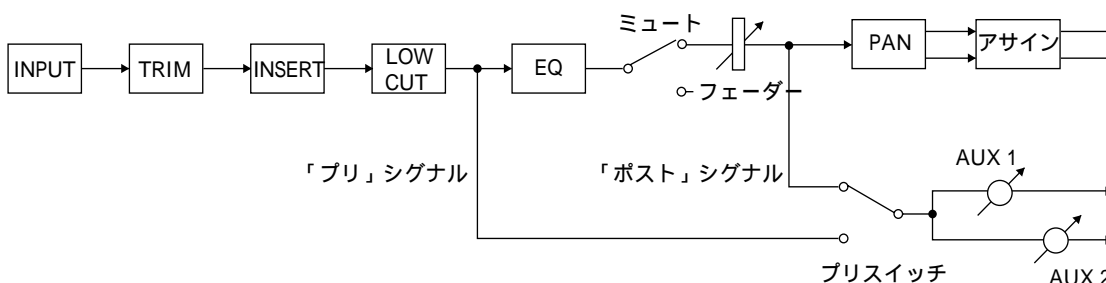 ミュート
INPUT
TRIM
INSERT
LOW
CUT
EQ
PAN
アサイン
フェーダー
「プリ」シグナル
「ポスト」シグナル
AUX 1
プリスイッチ
AUX 2